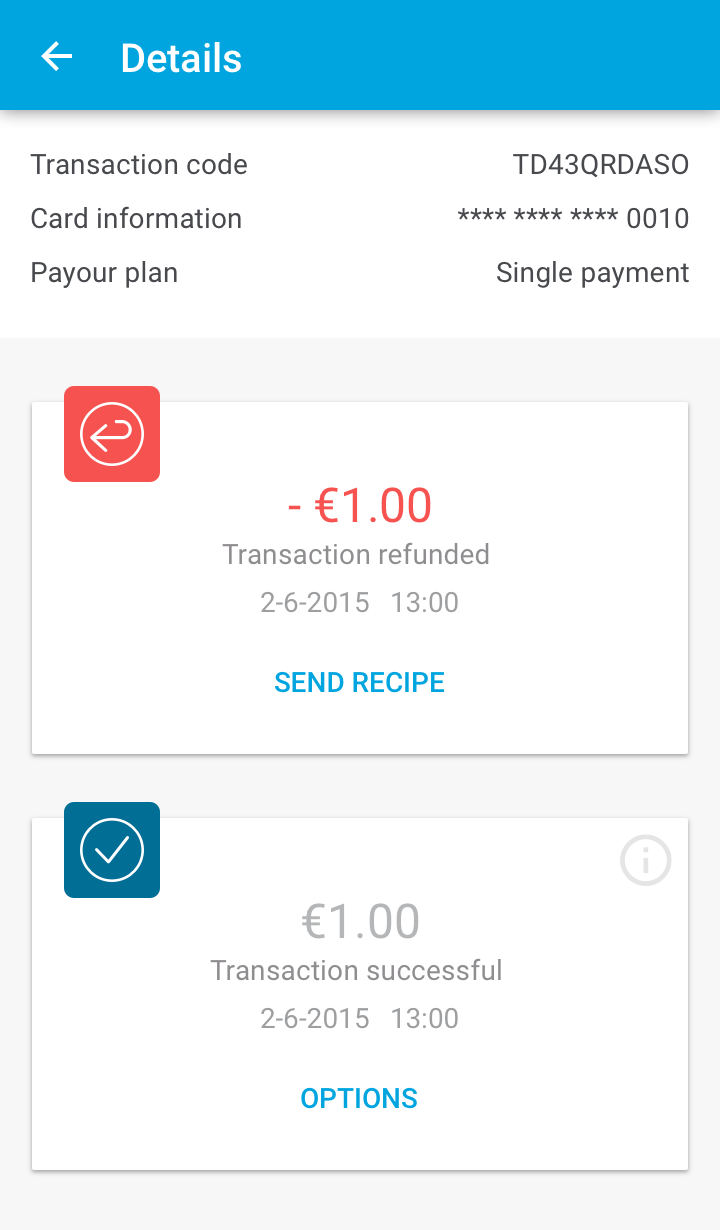 Details
Transaction code TD43QRDASO
Card information **** **** **** 0010
Payour plan Single payment
- €1.00
Transaction refunded
2-6-2015 13:00
SEND RECIPE
€1.00
Transaction successful
2-6-2015 13:00
OPTIONS